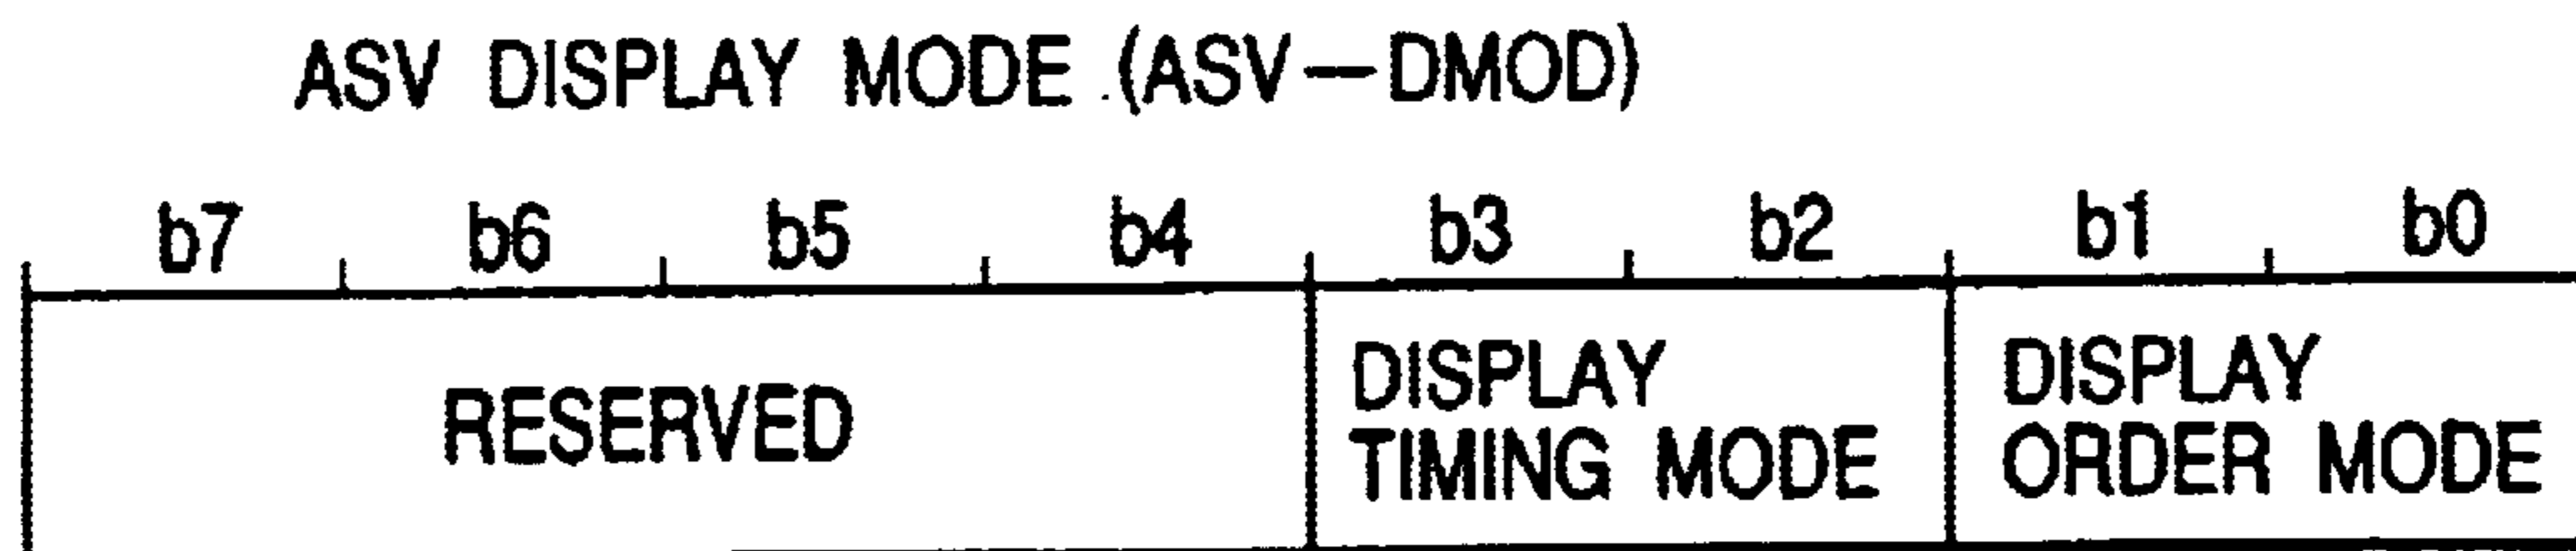 ASV DISPLAY MODE (ASV—DMOD)
b7 b6 b5 b4 b3 b2 b1 b0
RESERVED
DISPLAY
TIMING MODE
DISPLAY
ORDER MODE